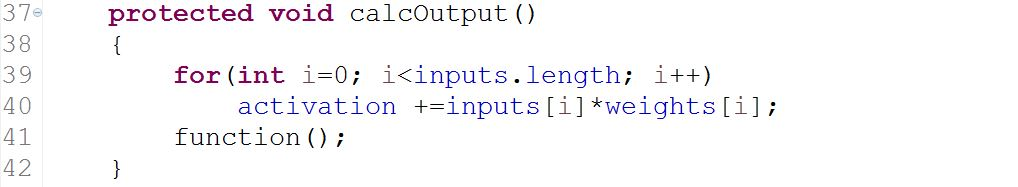 37 protected void calcOutput()
38 {
39 for(int i=0; i<inputs.length; i++)
40 activation +=inputs[i]*weights[i];
41 function();
42 }